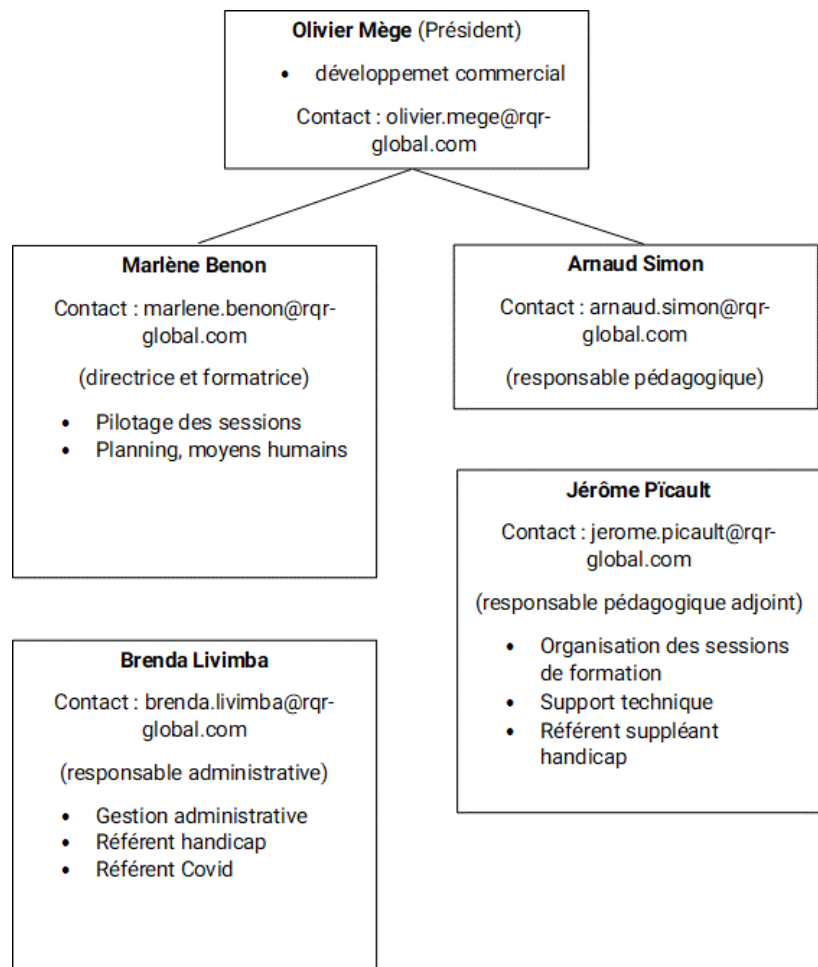 Olivier Mège (Président)
• développemet commercial
Contact : olivier.mege@rqr-
global.com
Marlène Benon
Contact : marlene.benon@rqr-
global.com
(directrice et formatrice)
• Pilotage des sessions
• Planning, moyens humains
Arnaud Simon
Contact : arnaud.simon@rqr-
global.com
(responsable pédagogique)
Jérôme Pïcault
Contact : jerome.picault@rqr-
global.com
(responsable pédagogique adjoint)
• Organisation des sessions
de formation
• Support technique
• Référent suppléant
handicap
Brenda Livimba
Contact : brenda.livimba@rqr-
global.com
(responsable administrative)
• Gestion administrative
• Référent handicap
• Référent Covid